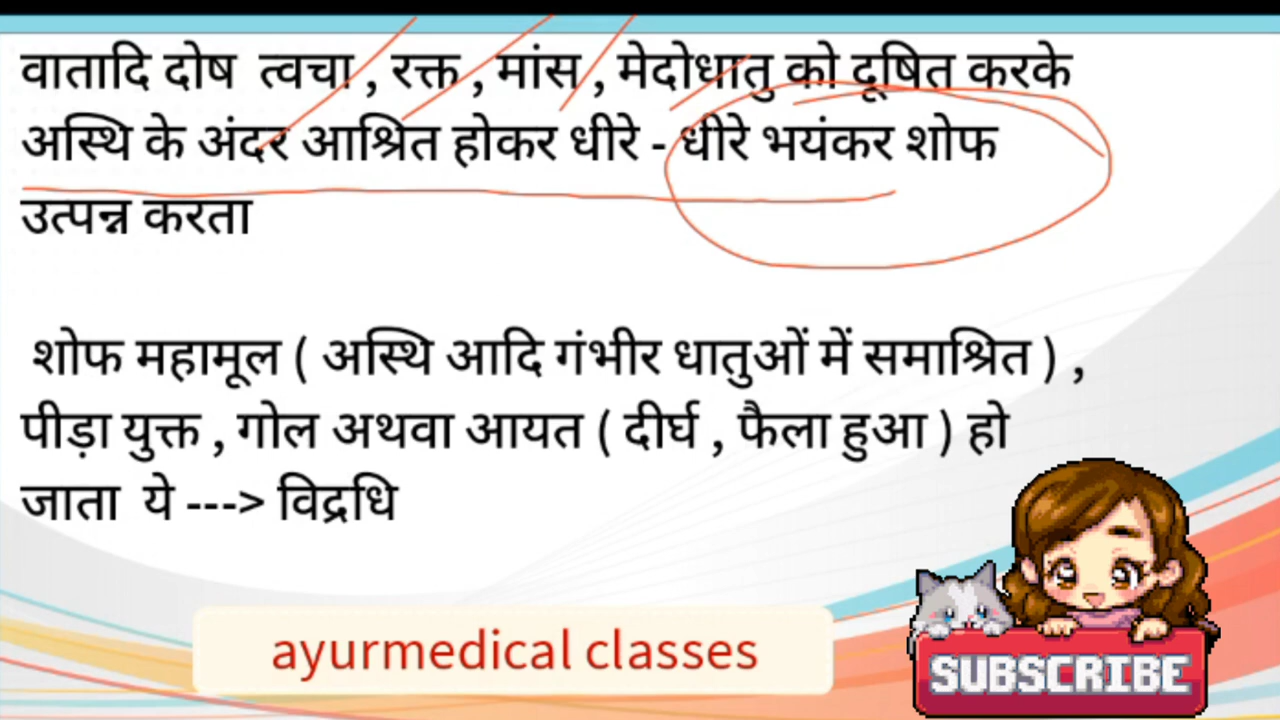 वातादि दोष त्वचा , रक्त , मांस , मेदोधातु को दूषित करके
अस्थि के अंदर आश्रित होकर धीरे - धीरे भयंकर शोफ
उत्पन्न करता
शोफ महामूल ( अस्थि आदि गंभीर धातुओं में समाश्रित ) ,
पीड़ा युक्त , गोल अथवा आयत ( दीर्घ , फैला हुआ ) हो
जाता ये ---> विद्रधि
ayurmedical classes
SUBSCRIBE